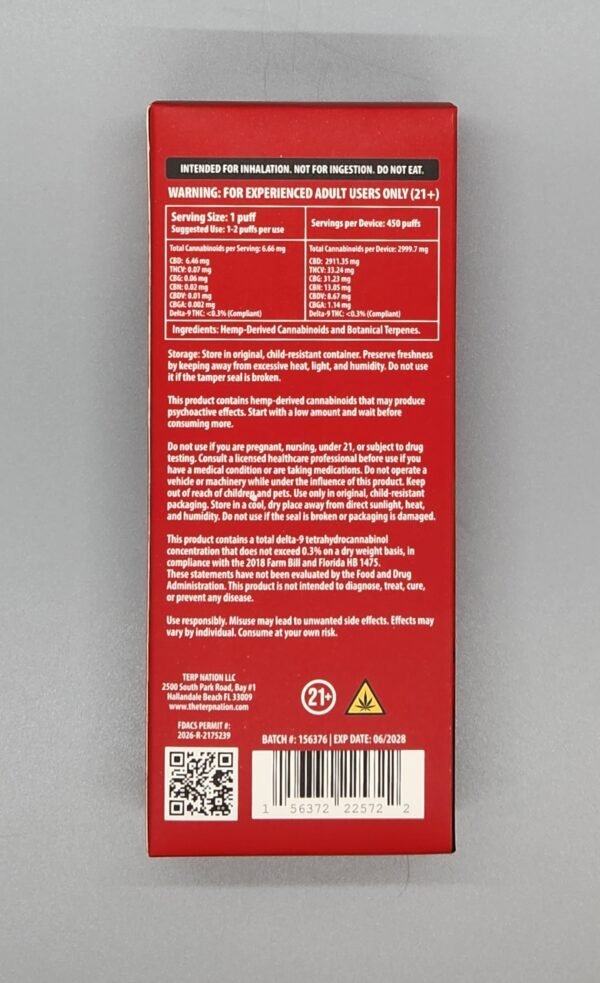 INTENDED FOR INHALATION. NOT FOR INGESTION. DO NOT EAT.
WARNING: FOR EXPERIENCED ADULT USERS ONLY (21+)
Serving Size: 1 puff
Suggested Use: 1-2 puffs per use
Servings per Device: 450 puffs
Total Cannabinoids per Serving: 6.66 mg
CBD: 6.46 mg
THCV: 0.07 mg
CBG: 0.06 mg
CBN: 0.02 mg
CBDV: 0.01 mg
CBGA: 0.002 mg
Delta-9 THC: <0.3% (Compliant)
Total Cannabinoids per Device: 2999.7 mg
CBD: 2911.35 mg
THCV: 33.24 mg
CBG: 31.23 mg
CBN: 13.05 mg
CBDV: 8.67 mg
CBGA: 1.14 mg
Delta-9 THC: <0.3% (Compliant)
Ingredients: Hemp-Derived Cannabinoids and Botanical Terpenes.
Storage: Store in original, child-resistant container. Preserve freshness
by keeping away from excessive heat, light, and humidity. Do not use
it if the tamper seal is broken.
This product contains hemp-derived cannabinoids that may produce
psychoactive effects. Start with a low amount and wait before
consuming more.
Do not use if you are pregnant, nursing, under 21, or subject to drug
testing. Consult a licensed healthcare professional before use if you
have a medical condition or are taking medications. Do not operate a
vehicle or machinery while under the influence of this product. Keep
out of reach of children and pets. Use only in original, child-resistant
packaging. Store in a cool, dry place away from direct sunlight, heat,
and humidity. Do not use if the seal is broken or packaging is damaged.
This product contains a total delta-9 tetrahydrocannabinol
concentration that does not exceed 0.3% on a dry weight basis, in
compliance with the 2018 Farm Bill and Florida HB 1475.
These statements have not been evaluated by the Food and Drug
Administration. This product is not intended to diagnose, treat, cure,
or prevent any disease.
Use responsibly. Misuse may lead to unwanted side effects. Effects may
vary by individual. Consume at your own risk.
TERP NATION LLC
2500 South Park Road, Bay #1
Hallandale Beach FL 33009
www.theterpnation.com
21+
FDACS PERMIT #:
2026-R-2175239
BATCH #: 156376 | EXP DATE: 06/2028
1 56372 22572 2